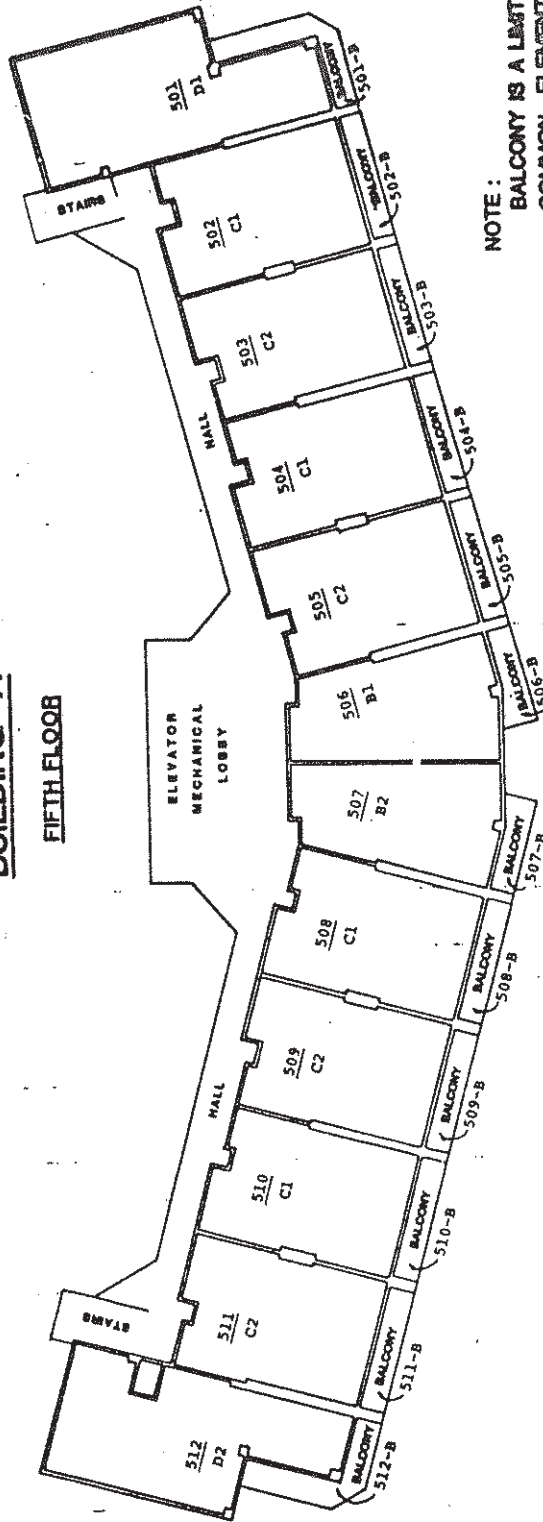 BUILDING "A"
FIFTH FLOOR
ELEVATOR
MECHANICAL
LOBBY
STAIRS
HALL
HALL
STAIRS
512
D2
511
C2
510
C1
509
C2
508
C1
507
B2
506
B1
505
C2
504
C1
503
C2
502
C1
501
D1
BALCONY
512-B
BALCONY
511-B
BALCONY
510-B
BALCONY
509-B
BALCONY
508-B
BALCONY
507-B
BALCONY
506-B
BALCONY
505-B
BALCONY
504-B
BALCONY
503-B
BALCONY
502-B
BALCONY
501-B
NOTE :
BALCONY IS A LIMIT
COMMON ELEMENT